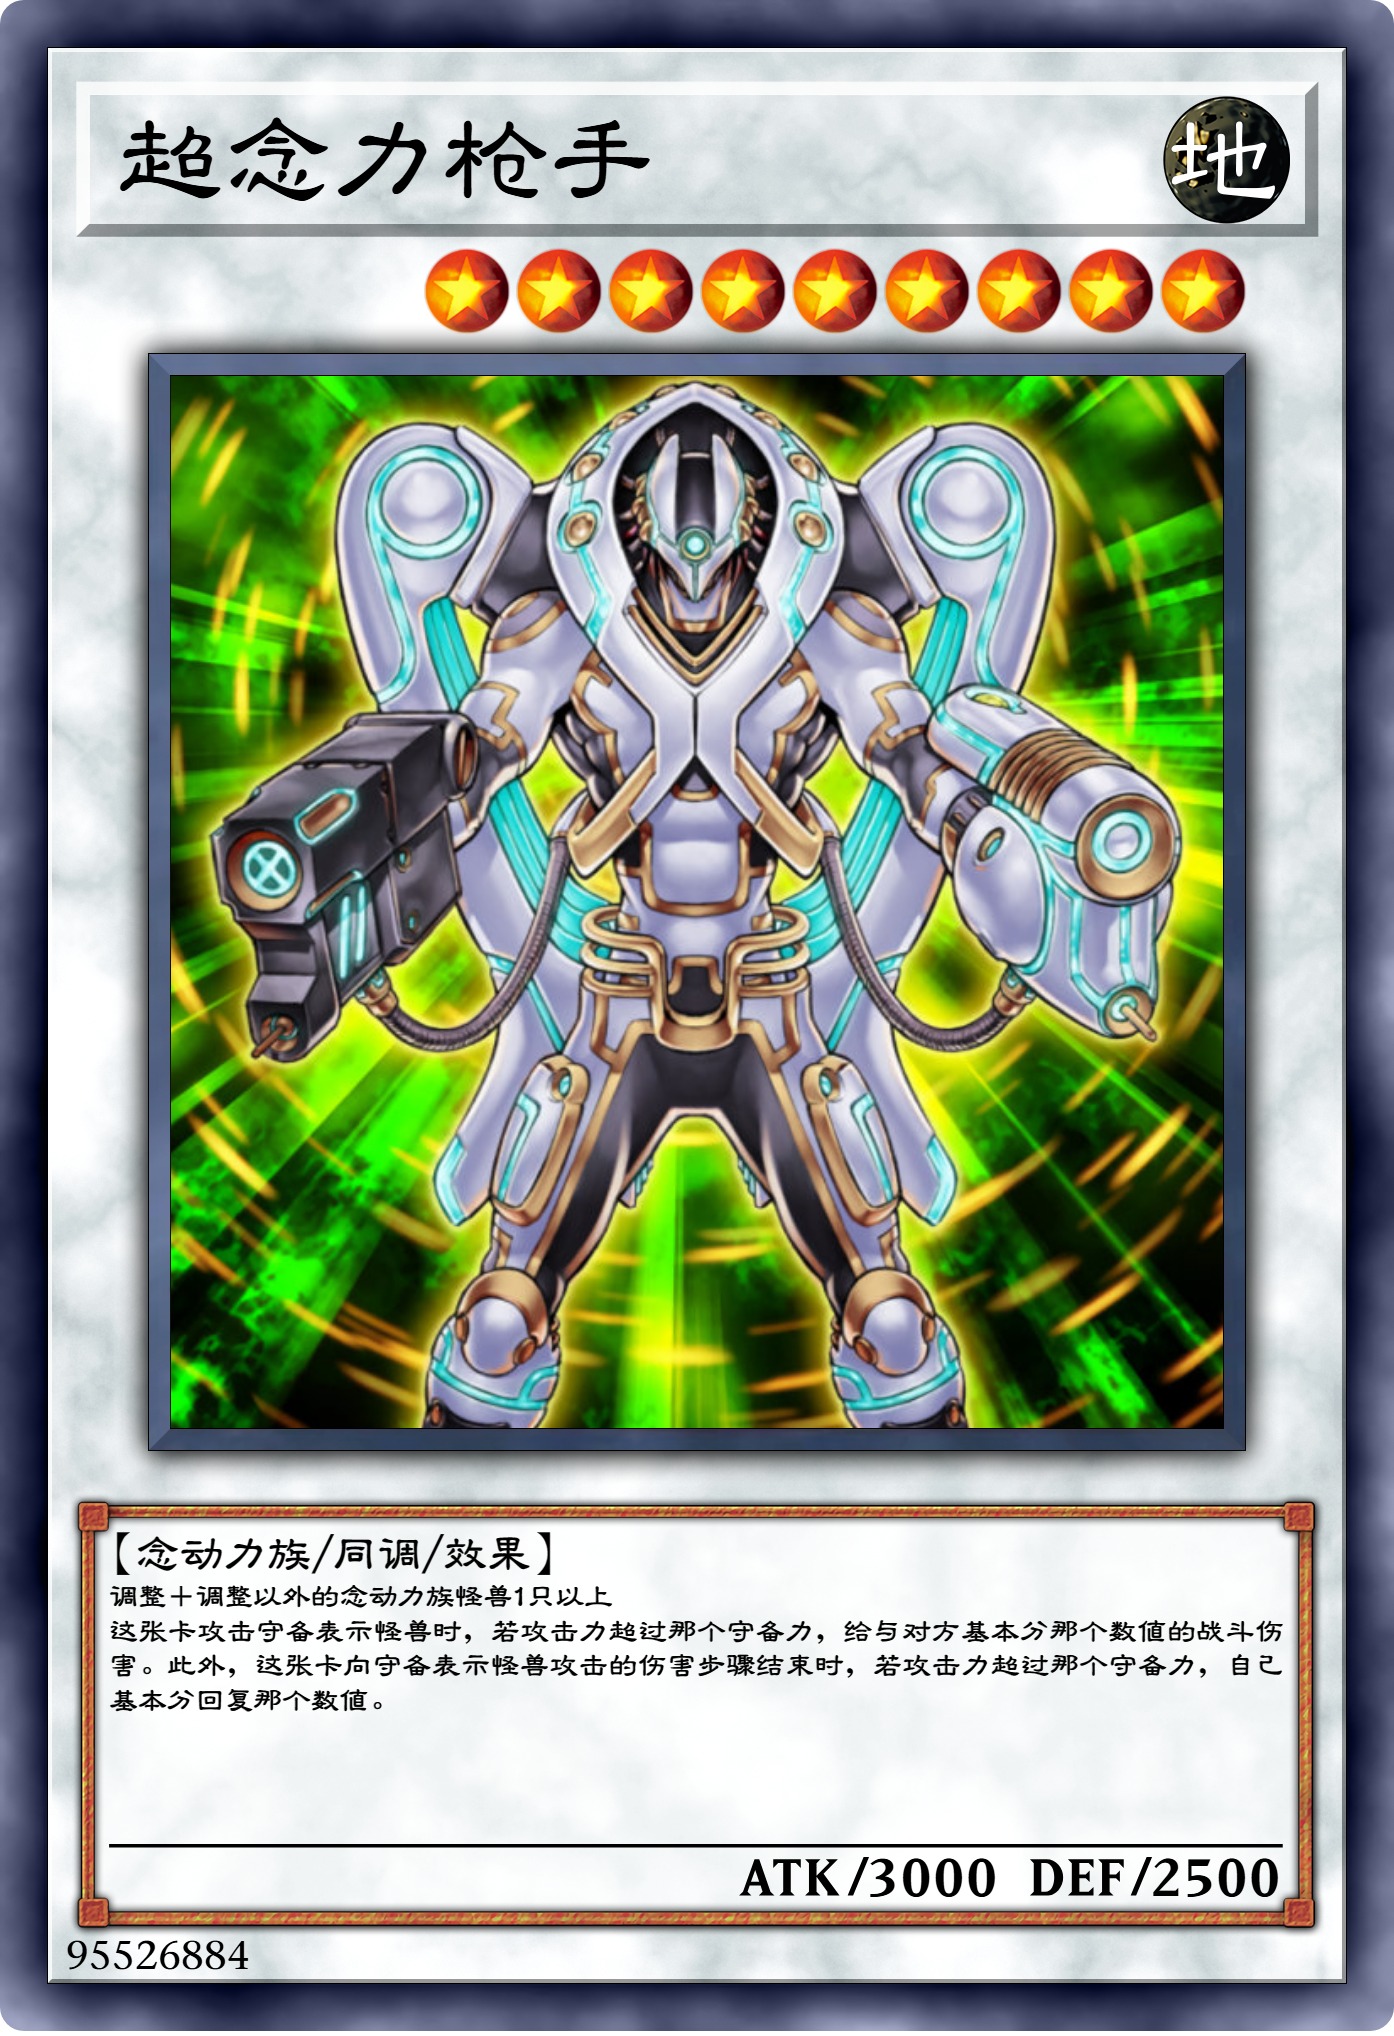 超念力枪手
地
【念动力族/同调/效果】
调整＋调整以外的念动力族怪兽1只以上
这张卡攻击守备表示怪兽时，若攻击力超过那个守备力，给与对方基本分那个数值的战斗伤
害。此外，这张卡向守备表示怪兽攻击的伤害步骤结束时，若攻击力超过那个守备力，自己
基本分回复那个数值。
ATK/3000 DEF/2500
95526884